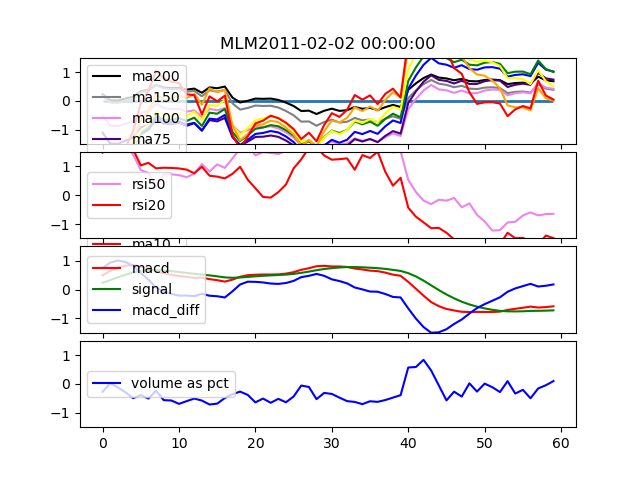 MLM2011-02-02 00:00:00
1
0
−1
ma200
ma150
ma100
ma75
1
0
−1
rsi50
rsi20
ma10
1
0
−1
macd
signal
macd_diff
1
0
−1
volume as pct
0 10 20 30 40 50 60